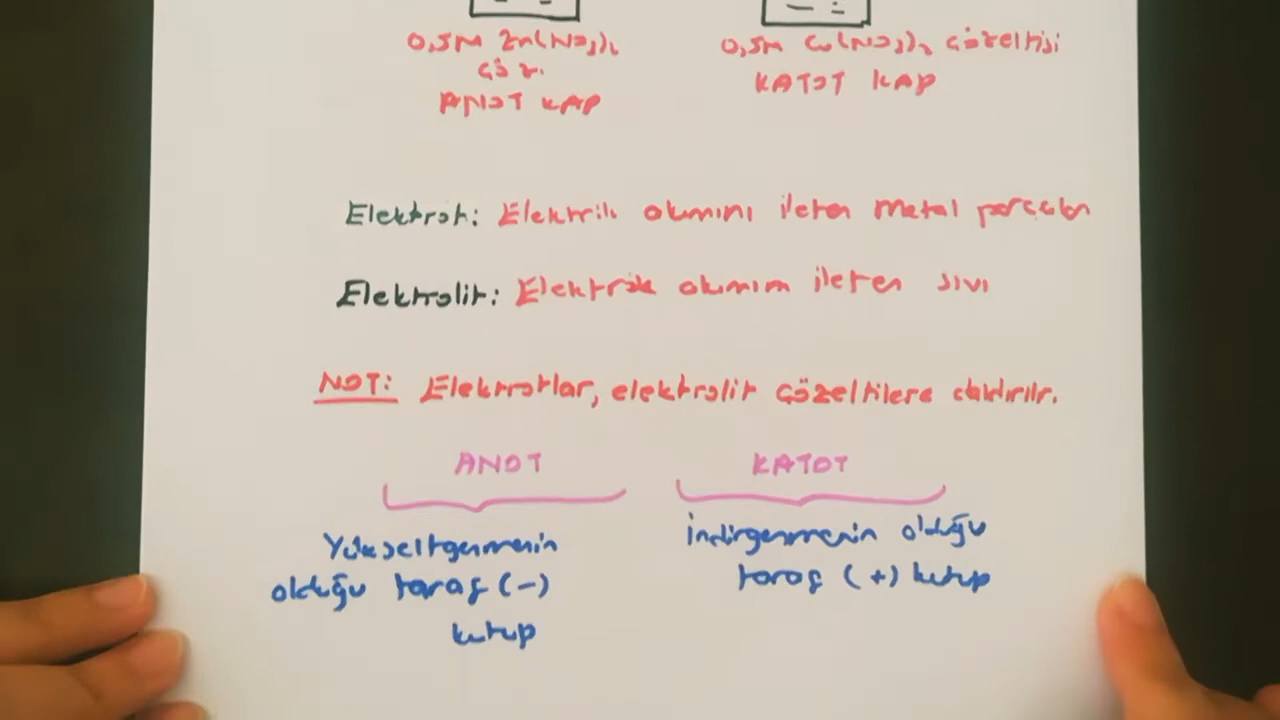 0,5M Zn(NO3)2
çöz.
ANOT KAP
0,5M Cu(NO3)2 çözeltisi
KATOT KAP
Elektrot: Elektrik akımını ileten metal parçaları
Elektrolit: Elektrik akımını ileten sıvı
NOT: Elektrotlar, elektrolit çözeltilere daldırılır.
ANOT
KATOT
Yükseltgenmenin
olduğu taraf (-)
kutup
İndirgenmenin olduğu
taraf (+) kutup